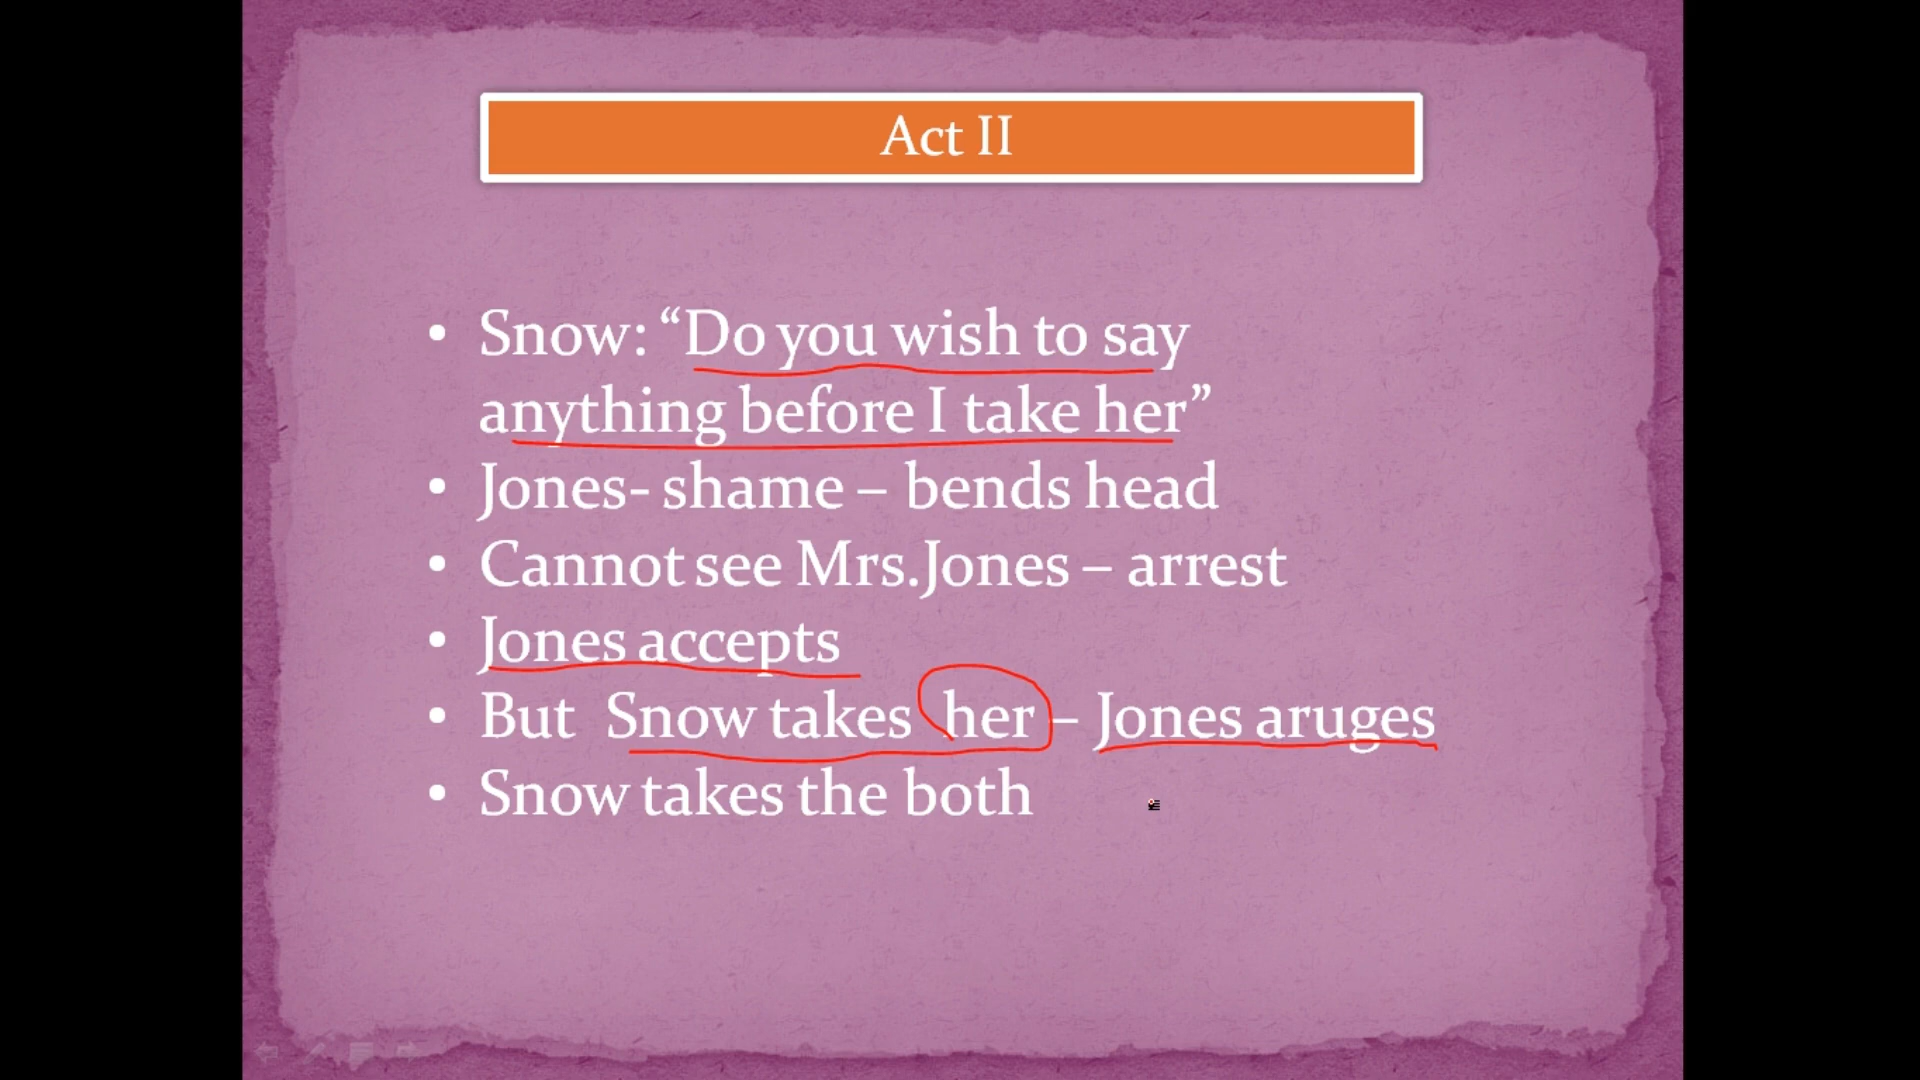 Act II
• Snow: “Do you wish to say
anything before I take her”
• Jones- shame – bends head
• Cannot see Mrs.Jones – arrest
• Jones accepts
• But Snow takes her – Jones aruges
• Snow takes the both